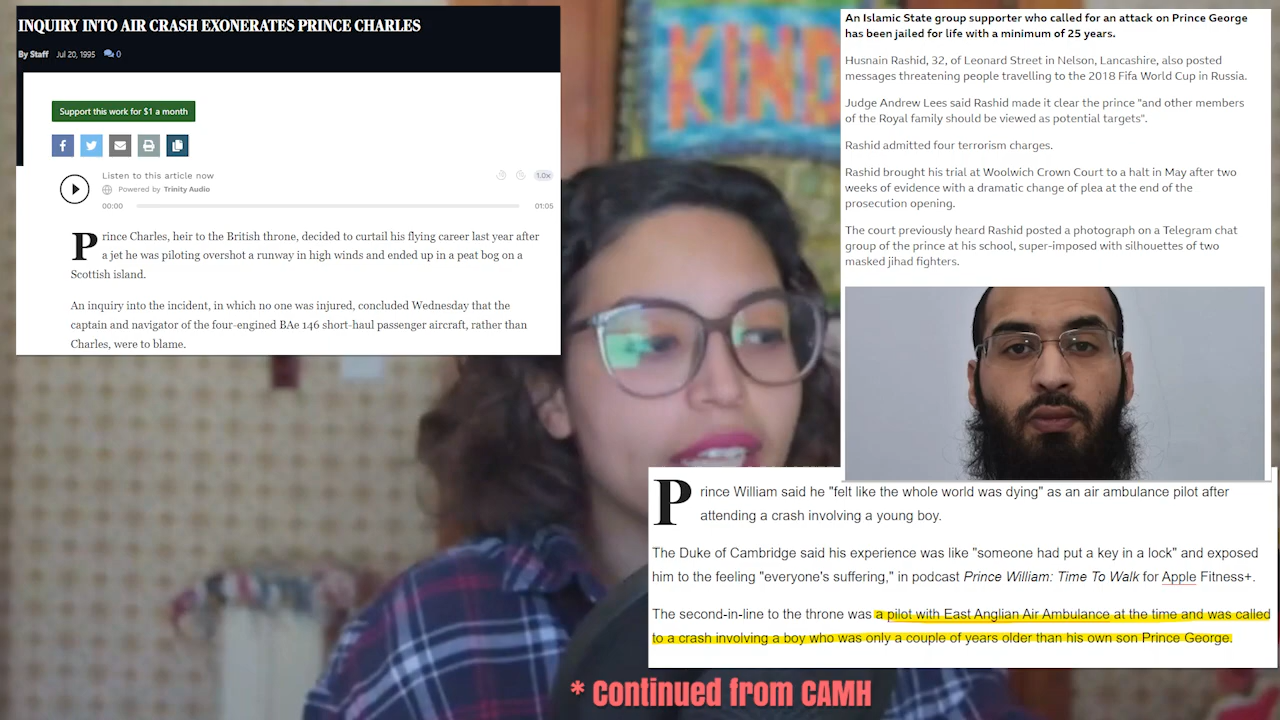 INQUIRY INTO AIR CRASH EXONERATES PRINCE CHARLES
By Staff Jul 20, 1995 0
Support this work for $1 a month
Listen to this article now
Powered by Trinity Audio
1.0x
00:00
01:05
Prince Charles, heir to the British throne, decided to curtail his flying career last year after
a jet he was piloting overshot a runway in high winds and ended up in a peat bog on a
Scottish island.
An inquiry into the incident, in which no one was injured, concluded Wednesday that the
captain and navigator of the four-engined BAe 146 short-haul passenger aircraft, rather than
Charles, were to blame.
KIND
An Islamic State group supporter who called for an attack on Prince George
has been jailed for life with a minimum of 25 years.
Husnain Rashid, 32, of Leonard Street in Nelson, Lancashire, also posted
messages threatening people travelling to the 2018 Fifa World Cup in Russia.
Judge Andrew Lees said Rashid made it clear the prince "and other members
of the Royal family should be viewed as potential targets".
Rashid admitted four terrorism charges.
Rashid brought his trial at Woolwich Crown Court to a halt in May after two
weeks of evidence with a dramatic change of plea at the end of the
prosecution opening.
The court previously heard Rashid posted a photograph on a Telegram chat
group of the prince at his school, super-imposed with silhouettes of two
masked jihad fighters.
Prince William said he "felt like the whole world was dying" as an air ambulance pilot after
attending a crash involving a young boy.
The Duke of Cambridge said his experience was like "someone had put a key in a lock" and exposed
him to the feeling "everyone's suffering," in podcast Prince William: Time To Walk for Apple Fitness+.
The second-in-line to the throne was a pilot with East Anglian Air Ambulance at the time and was called
to a crash involving a boy who was only a couple of years older than his own son Prince George.
* Continued from CAMH